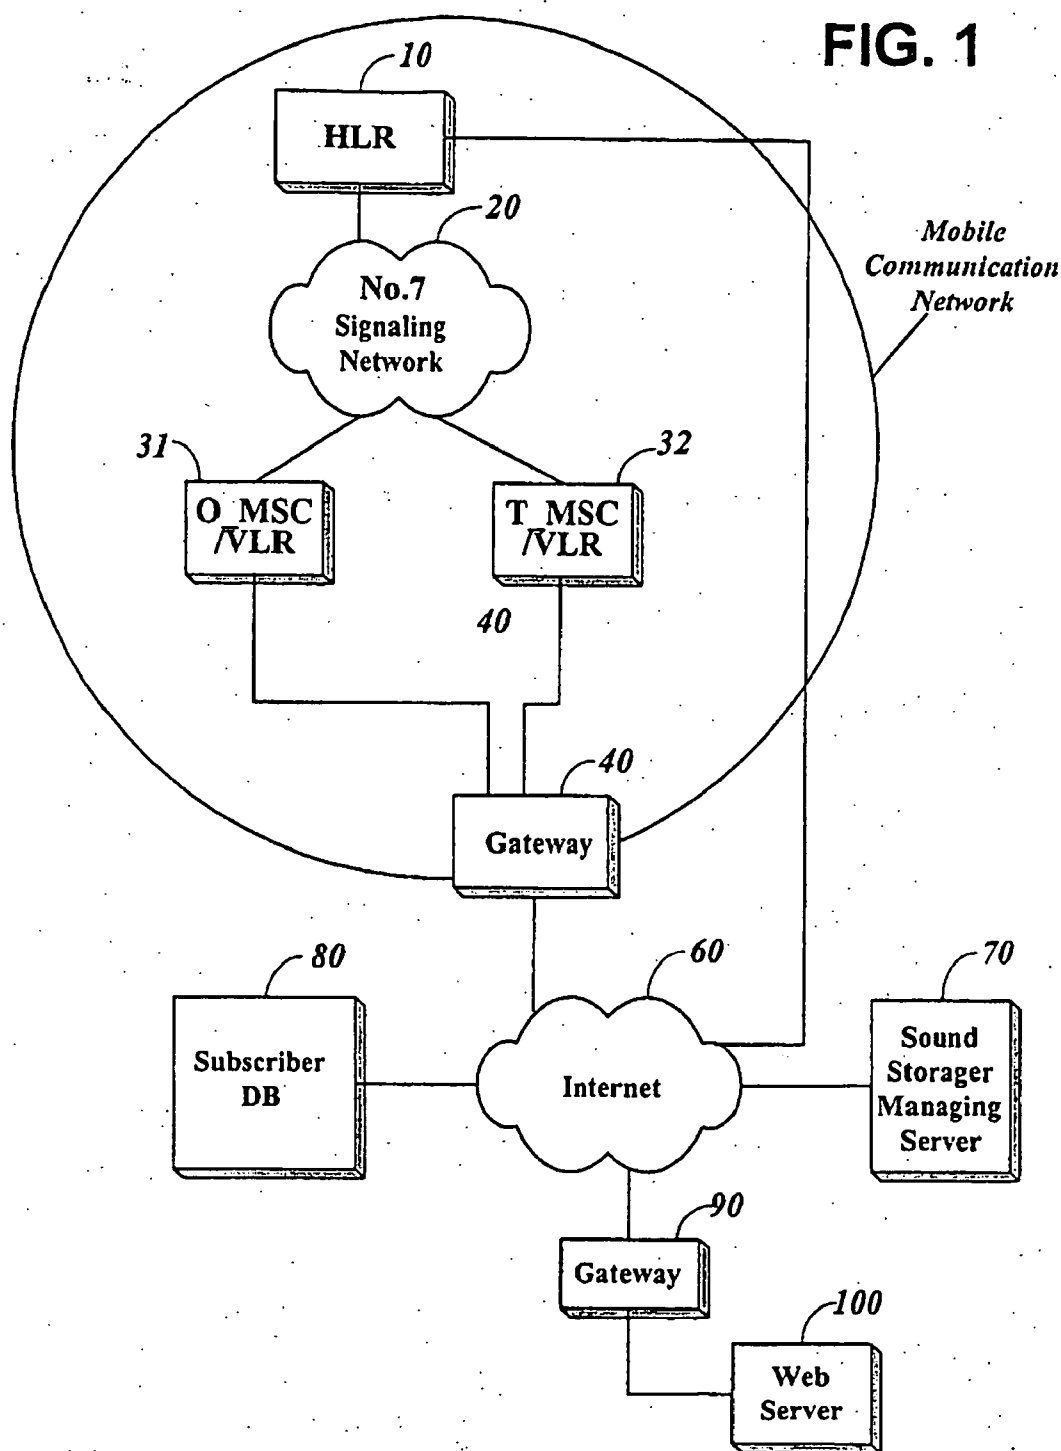 FIG. 1
10
HLR
20
Mobile
Communication
Network
No.7
Signaling
Network
31
32
O_MSC
/VLR
T_MSC
/VLR
40
40
Gateway
80
60
70
Subscriber
DB
Internet
Sound
Storager
Managing
Server
90
Gateway
100
Web
Server